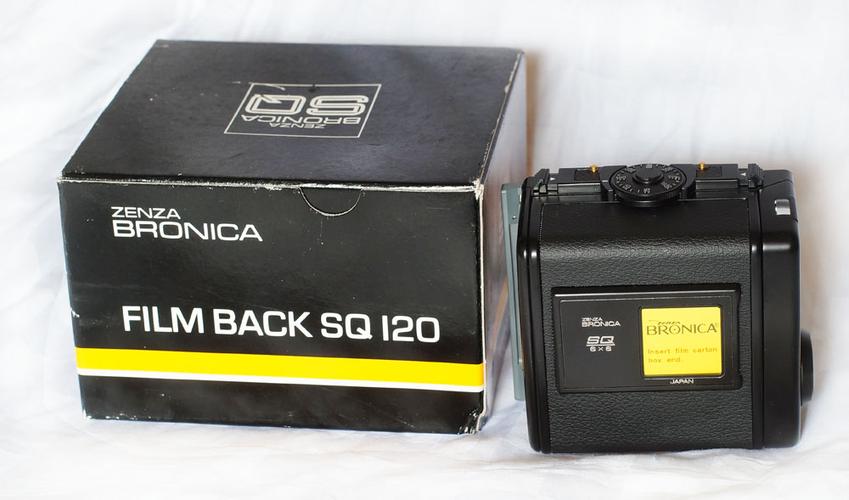 ZENZA
BRONICA
SQ
ZENZA
BRONICA
FILM BACK SQ 120
ZENZA
BRONICA
SQ
6×6
ZENZA
BRONICA
Insert film carton
box end.
JAPAN